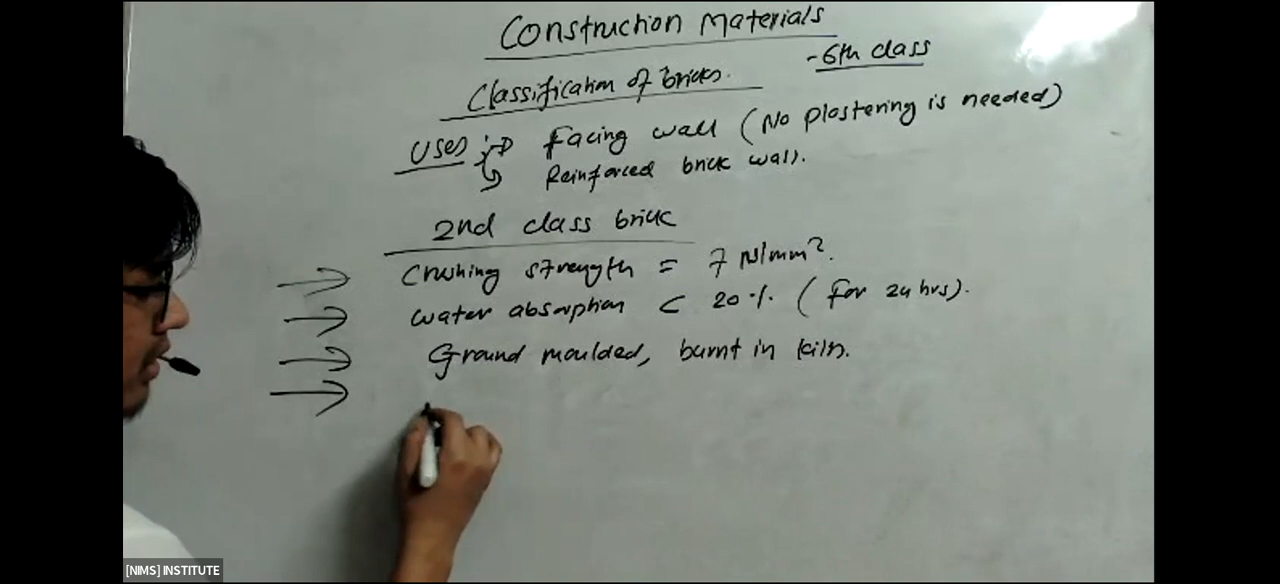 Construction Materials
-6th class
Classification of bricks.
Uses :→ Facing wall (No plastering is needed)
Reinforced brick wall.
2nd class brick
→ Crushing strength = 7 N/mm².
→ Water absorption < 20 % (for 24 hrs).
→ Ground moulded, burnt in kiln.
→
[NIMS] INSTITUTE